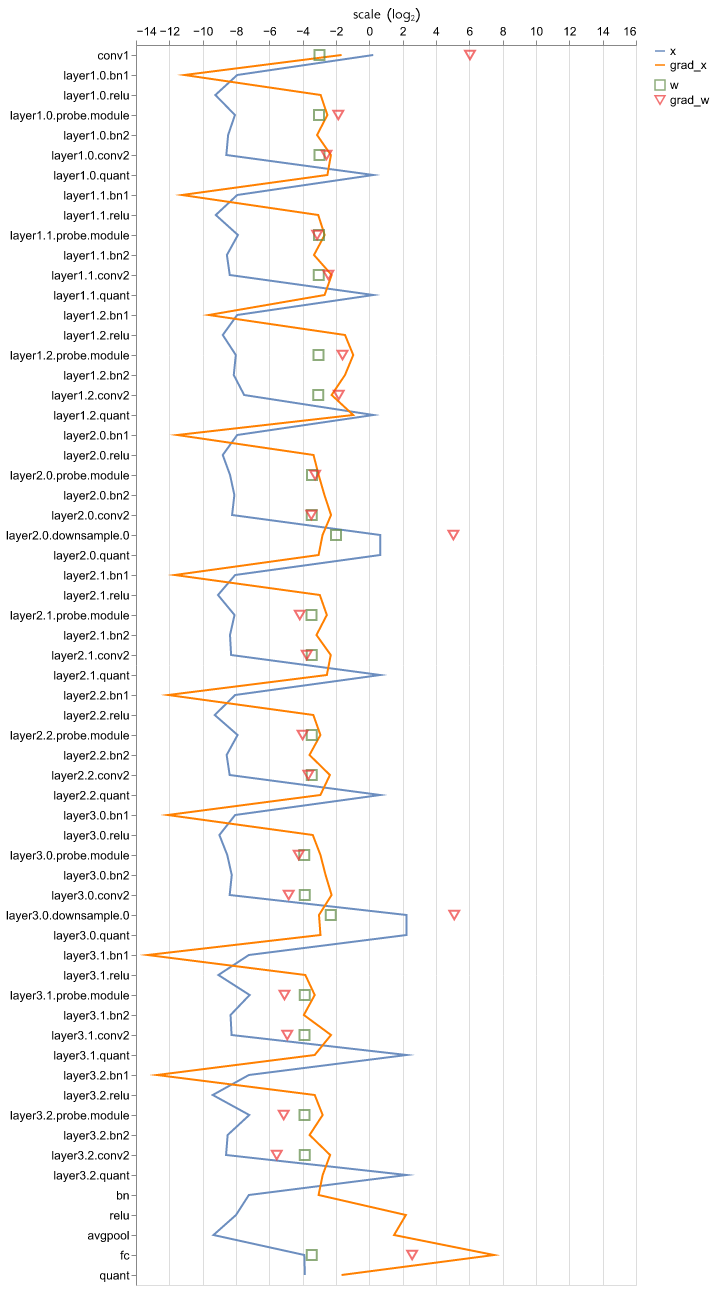 scale (log₂)
−14 −12 −10 −8 −6 −4 −2 0 2 4 6 8 10 12 14 16
conv1
layer1.0.bn1
layer1.0.relu
layer1.0.probe.module
layer1.0.bn2
layer1.0.conv2
layer1.0.quant
layer1.1.bn1
layer1.1.relu
layer1.1.probe.module
layer1.1.bn2
layer1.1.conv2
layer1.1.quant
layer1.2.bn1
layer1.2.relu
layer1.2.probe.module
layer1.2.bn2
layer1.2.conv2
layer1.2.quant
layer2.0.bn1
layer2.0.relu
layer2.0.probe.module
layer2.0.bn2
layer2.0.conv2
layer2.0.downsample.0
layer2.0.quant
layer2.1.bn1
layer2.1.relu
layer2.1.probe.module
layer2.1.bn2
layer2.1.conv2
layer2.1.quant
layer2.2.bn1
layer2.2.relu
layer2.2.probe.module
layer2.2.bn2
layer2.2.conv2
layer2.2.quant
layer3.0.bn1
layer3.0.relu
layer3.0.probe.module
layer3.0.bn2
layer3.0.conv2
layer3.0.downsample.0
layer3.0.quant
layer3.1.bn1
layer3.1.relu
layer3.1.probe.module
layer3.1.bn2
layer3.1.conv2
layer3.1.quant
layer3.2.bn1
layer3.2.relu
layer3.2.probe.module
layer3.2.bn2
layer3.2.conv2
layer3.2.quant
bn
relu
avgpool
fc
quant
x
grad_x
w
grad_w